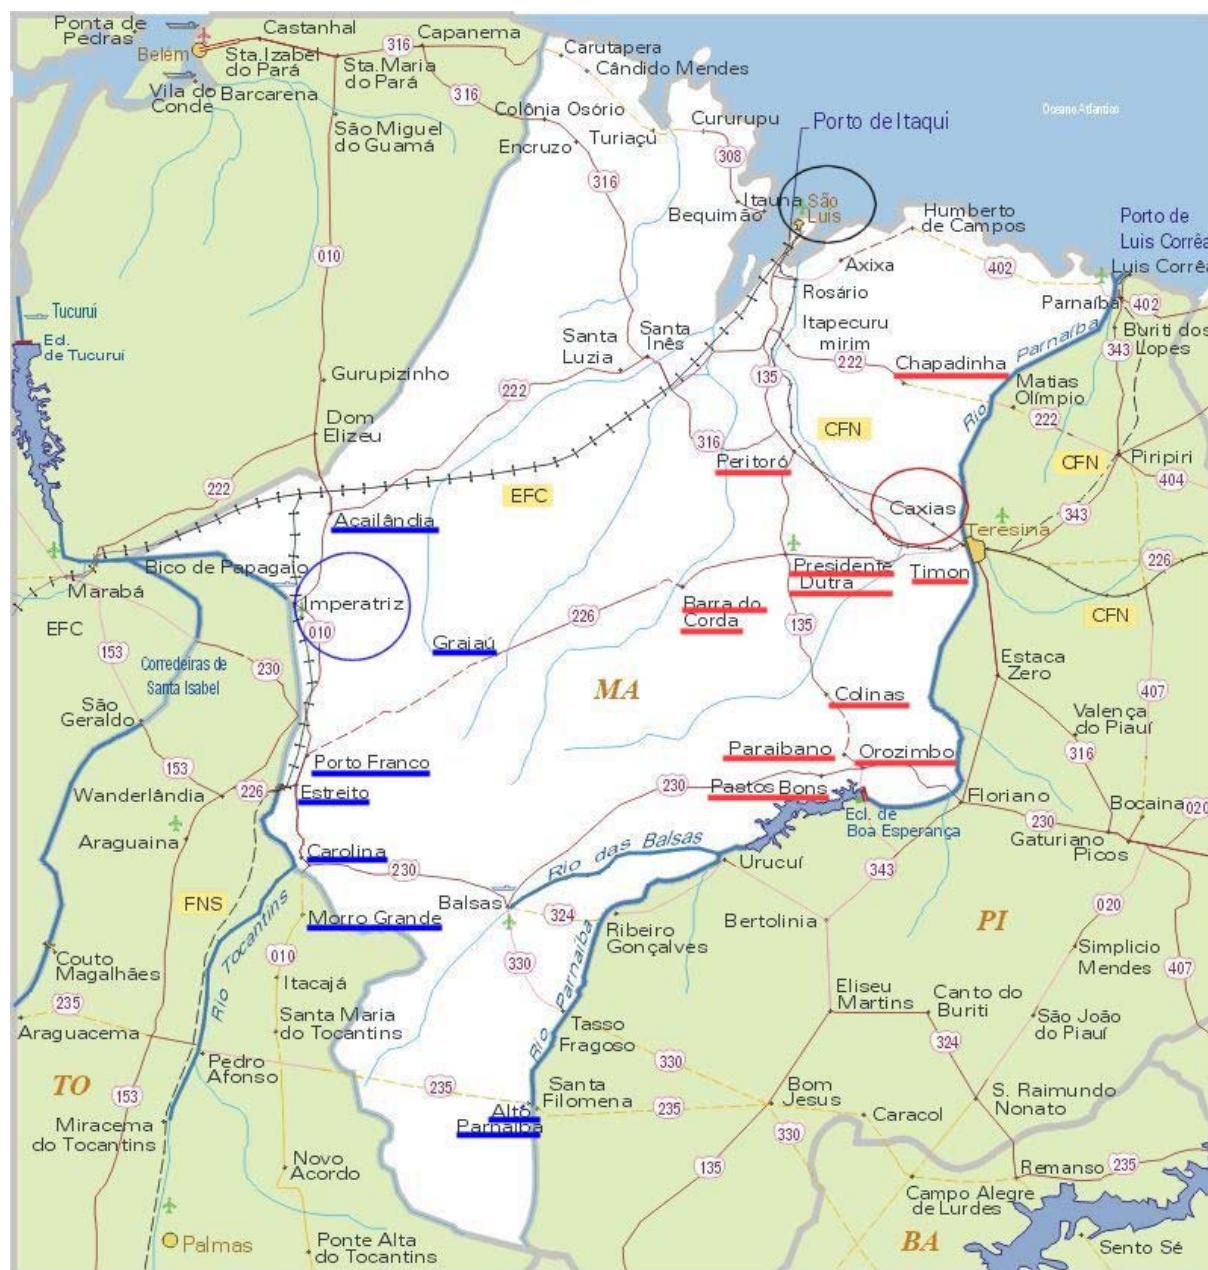 Ponta de
Pedras
Castanhal
316
Capanema
Carutapera
Belém
Sta.Izabel
do Pará
Sta.Maria
do Pará
Cândido Mendes
Vila do
Conde
Barcarena
316
Colônia Osório
Cururupu
Porto de Itaqui
Oceano Atlantico
São Miguel
do Guamá
Encruzo
Turiaçu
308
316
Itauna
São
Luís
Bequimão
Humberto
de Campos
Porto de
Luis Corrêa
Luis Corrêa
010
Axixa
402
Rosário
Parnaíba
402
Tucuruí
Ecl.
de Tucuruí
Santa
Luzia
Santa
Inês
Itapecuru
mirim
Rio Parnaíba
Buriti dos
Lopes
343
222
Chapadinha
Gurupizinho
222
135
Matias
Olímpio
222
Dom
Elizeu
316
CFN
Peritoró
CFN
Piripiri
404
222
EFC
Caxias
343
Açailândia
Teresina
226
Bico de Papagaio
Presidente
Dutra
Timon
Marabá
Imperatriz
Barra do
Corda
CFN
EFC
010
226
135
153
Graiaú
Estaca
Zero
Corredeiras de
Santa Isabel
230
MA
Colinas
407
São
Geraldo
Valença
do Piauí
316
153
Porto Franco
Paraibano
Orozimbo
Wanderlândia
226
Estreito
230
Pastos Bons
Floriano
Bocaina
020
Ecl. de
Boa Esperança
230
Gaturiano
Picos
Araguaina
Carolina
230
Rio das Balsas
Urucuí
343
FNS
Balsas
324
Morro Grande
Ribeiro
Gonçalves
Bertolinia
PI
020
Rio Tocantins
Couto
Magalhães
010
330
Rio Parnaíba
Simplicio
Mendes
407
Itacajá
Eliseu
Martins
Canto do
Buriti
235
Araguacema
Santa Maria
do Tocantins
Tasso
Fragoso
São João
do Piauí
324
Pedro
Afonso
330
TO
235
Santa
Filomena
Bom
Jesus
S. Raimundo
Nonato
153
Alto
Parnaíba
235
Caracol
Miracema
do Tocantins
330
Novo
Acordo
135
Remanso
235
Campo Alegre
de Lurdes
Palmas
Ponte Alta
do Tocantins
BA
Sento Sé